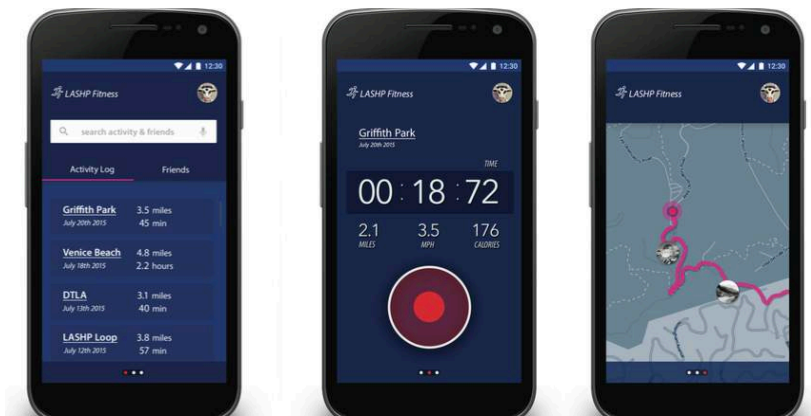 12:30
LASHP Fitness
search activity & friends
Activity Log Friends
Griffith Park 3.5 miles
July 20th 2015 45 min
Venice Beach 4.8 miles
July 18th 2015 2.2 hours
DTLA 3.1 miles
July 13th 2015 40 min
LASHP Loop 3.8 miles
July 12th 2015 57 min
12:30
LASHP Fitness
Griffith Park
July 20th 2015
TIME
00 : 18 : 72
2.1 3.5 176
MILES MPH CALORIES
12:30
LASHP Fitness